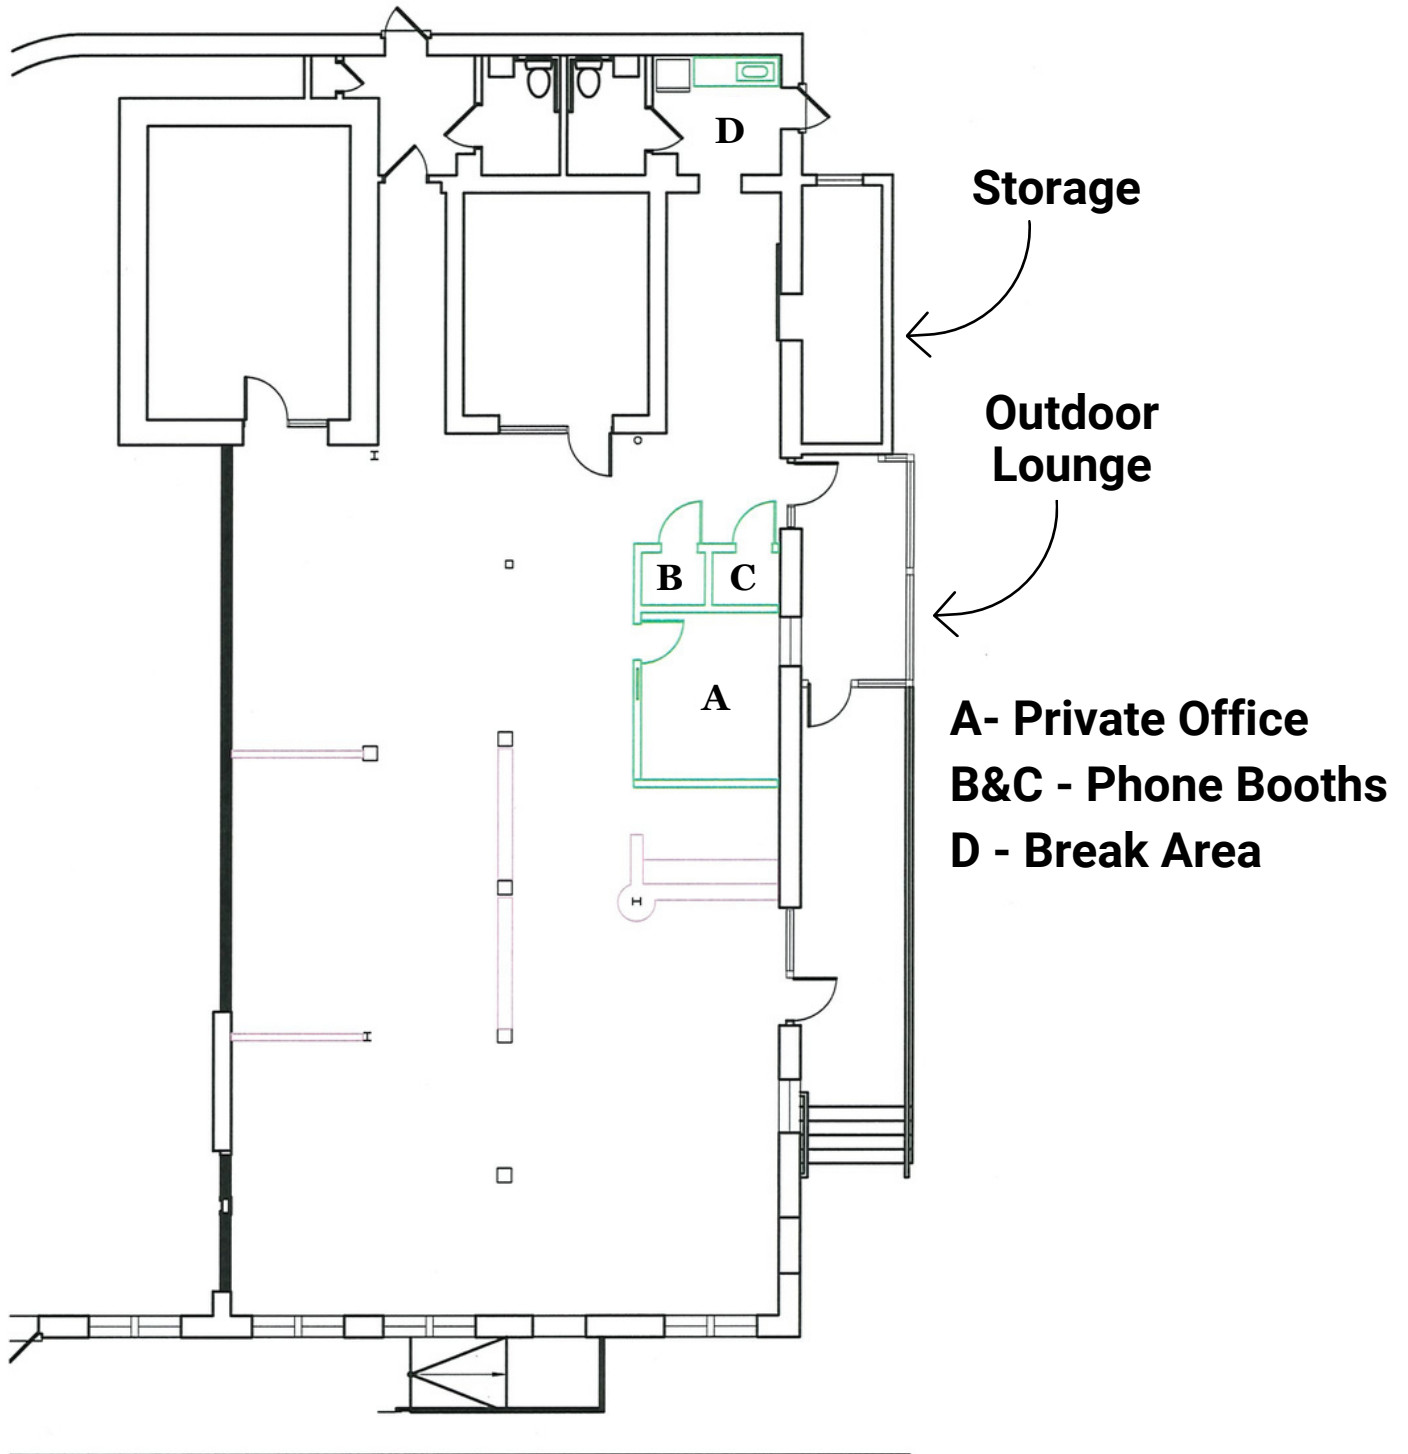 D
Storage
Outdoor
Lounge
B
C
A
A- Private Office
B&C - Phone Booths
D - Break Area